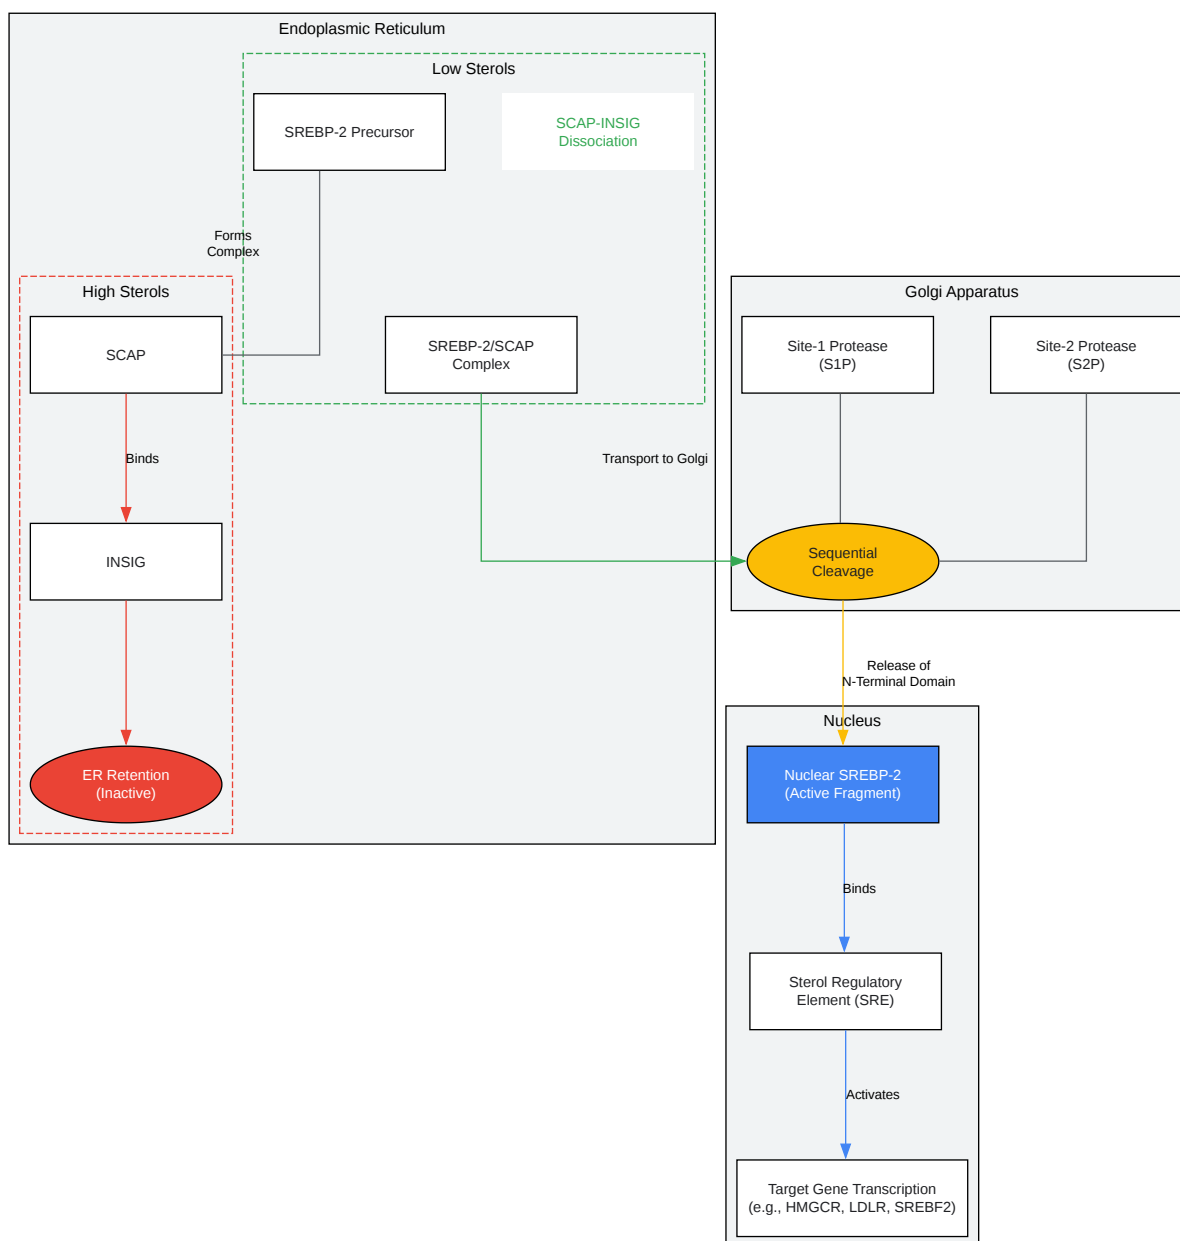 Endoplasmic Reticulum
Low Sterols
SREBP-2 Precursor
SCAP-INSIG
Dissociation
Forms
Complex
High Sterols
SCAP
SREBP-2/SCAP
Complex
Binds
Transport to Golgi
INSIG
ER Retention
(Inactive)
Golgi Apparatus
Site-1 Protease
(S1P)
Site-2 Protease
(S2P)
Sequential
Cleavage
Release of
N-Terminal Domain
Nucleus
Nuclear SREBP-2
(Active Fragment)
Binds
Sterol Regulatory
Element (SRE)
Activates
Target Gene Transcription
(e.g., HMGCR, LDLR, SREBF2)